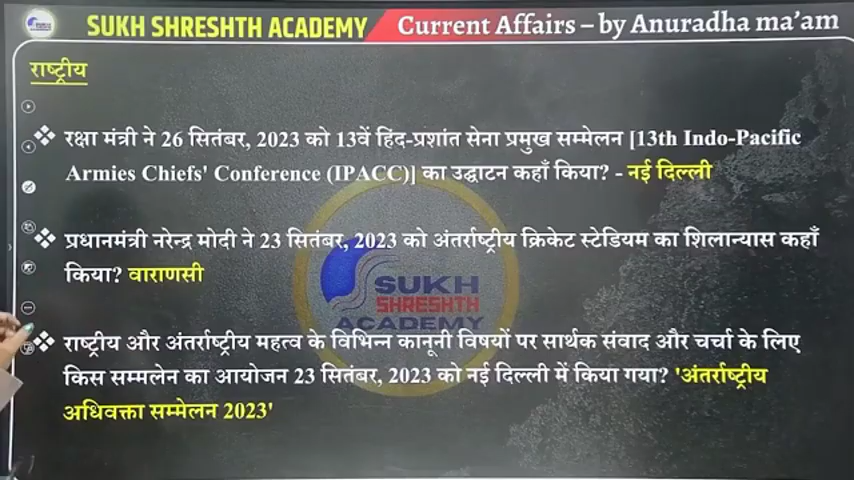 SUKH SHRESHTH ACADEMY
Current Affairs – by Anuradha ma'am
राष्ट्रीय
❖ रक्षा मंत्री ने 26 सितंबर, 2023 को 13वें हिंद-प्रशांत सेना प्रमुख सम्मेलन [13th Indo-Pacific
Armies Chiefs' Conference (IPACC)] का उद्घाटन कहाँ किया? - नई दिल्ली
❖ प्रधानमंत्री नरेन्द्र मोदी ने 23 सितंबर, 2023 को अंतर्राष्ट्रीय क्रिकेट स्टेडियम का शिलान्यास कहाँ
किया? वाराणसी
SUKH
SHRESHTH
ACADEMY
❖ राष्ट्रीय और अंतर्राष्ट्रीय महत्व के विभिन्न कानूनी विषयों पर सार्थक संवाद और चर्चा के लिए
किस सम्मलेन का आयोजन 23 सितंबर, 2023 को नई दिल्ली में किया गया? 'अंतर्राष्ट्रीय
अधिवक्ता सम्मेलन 2023'